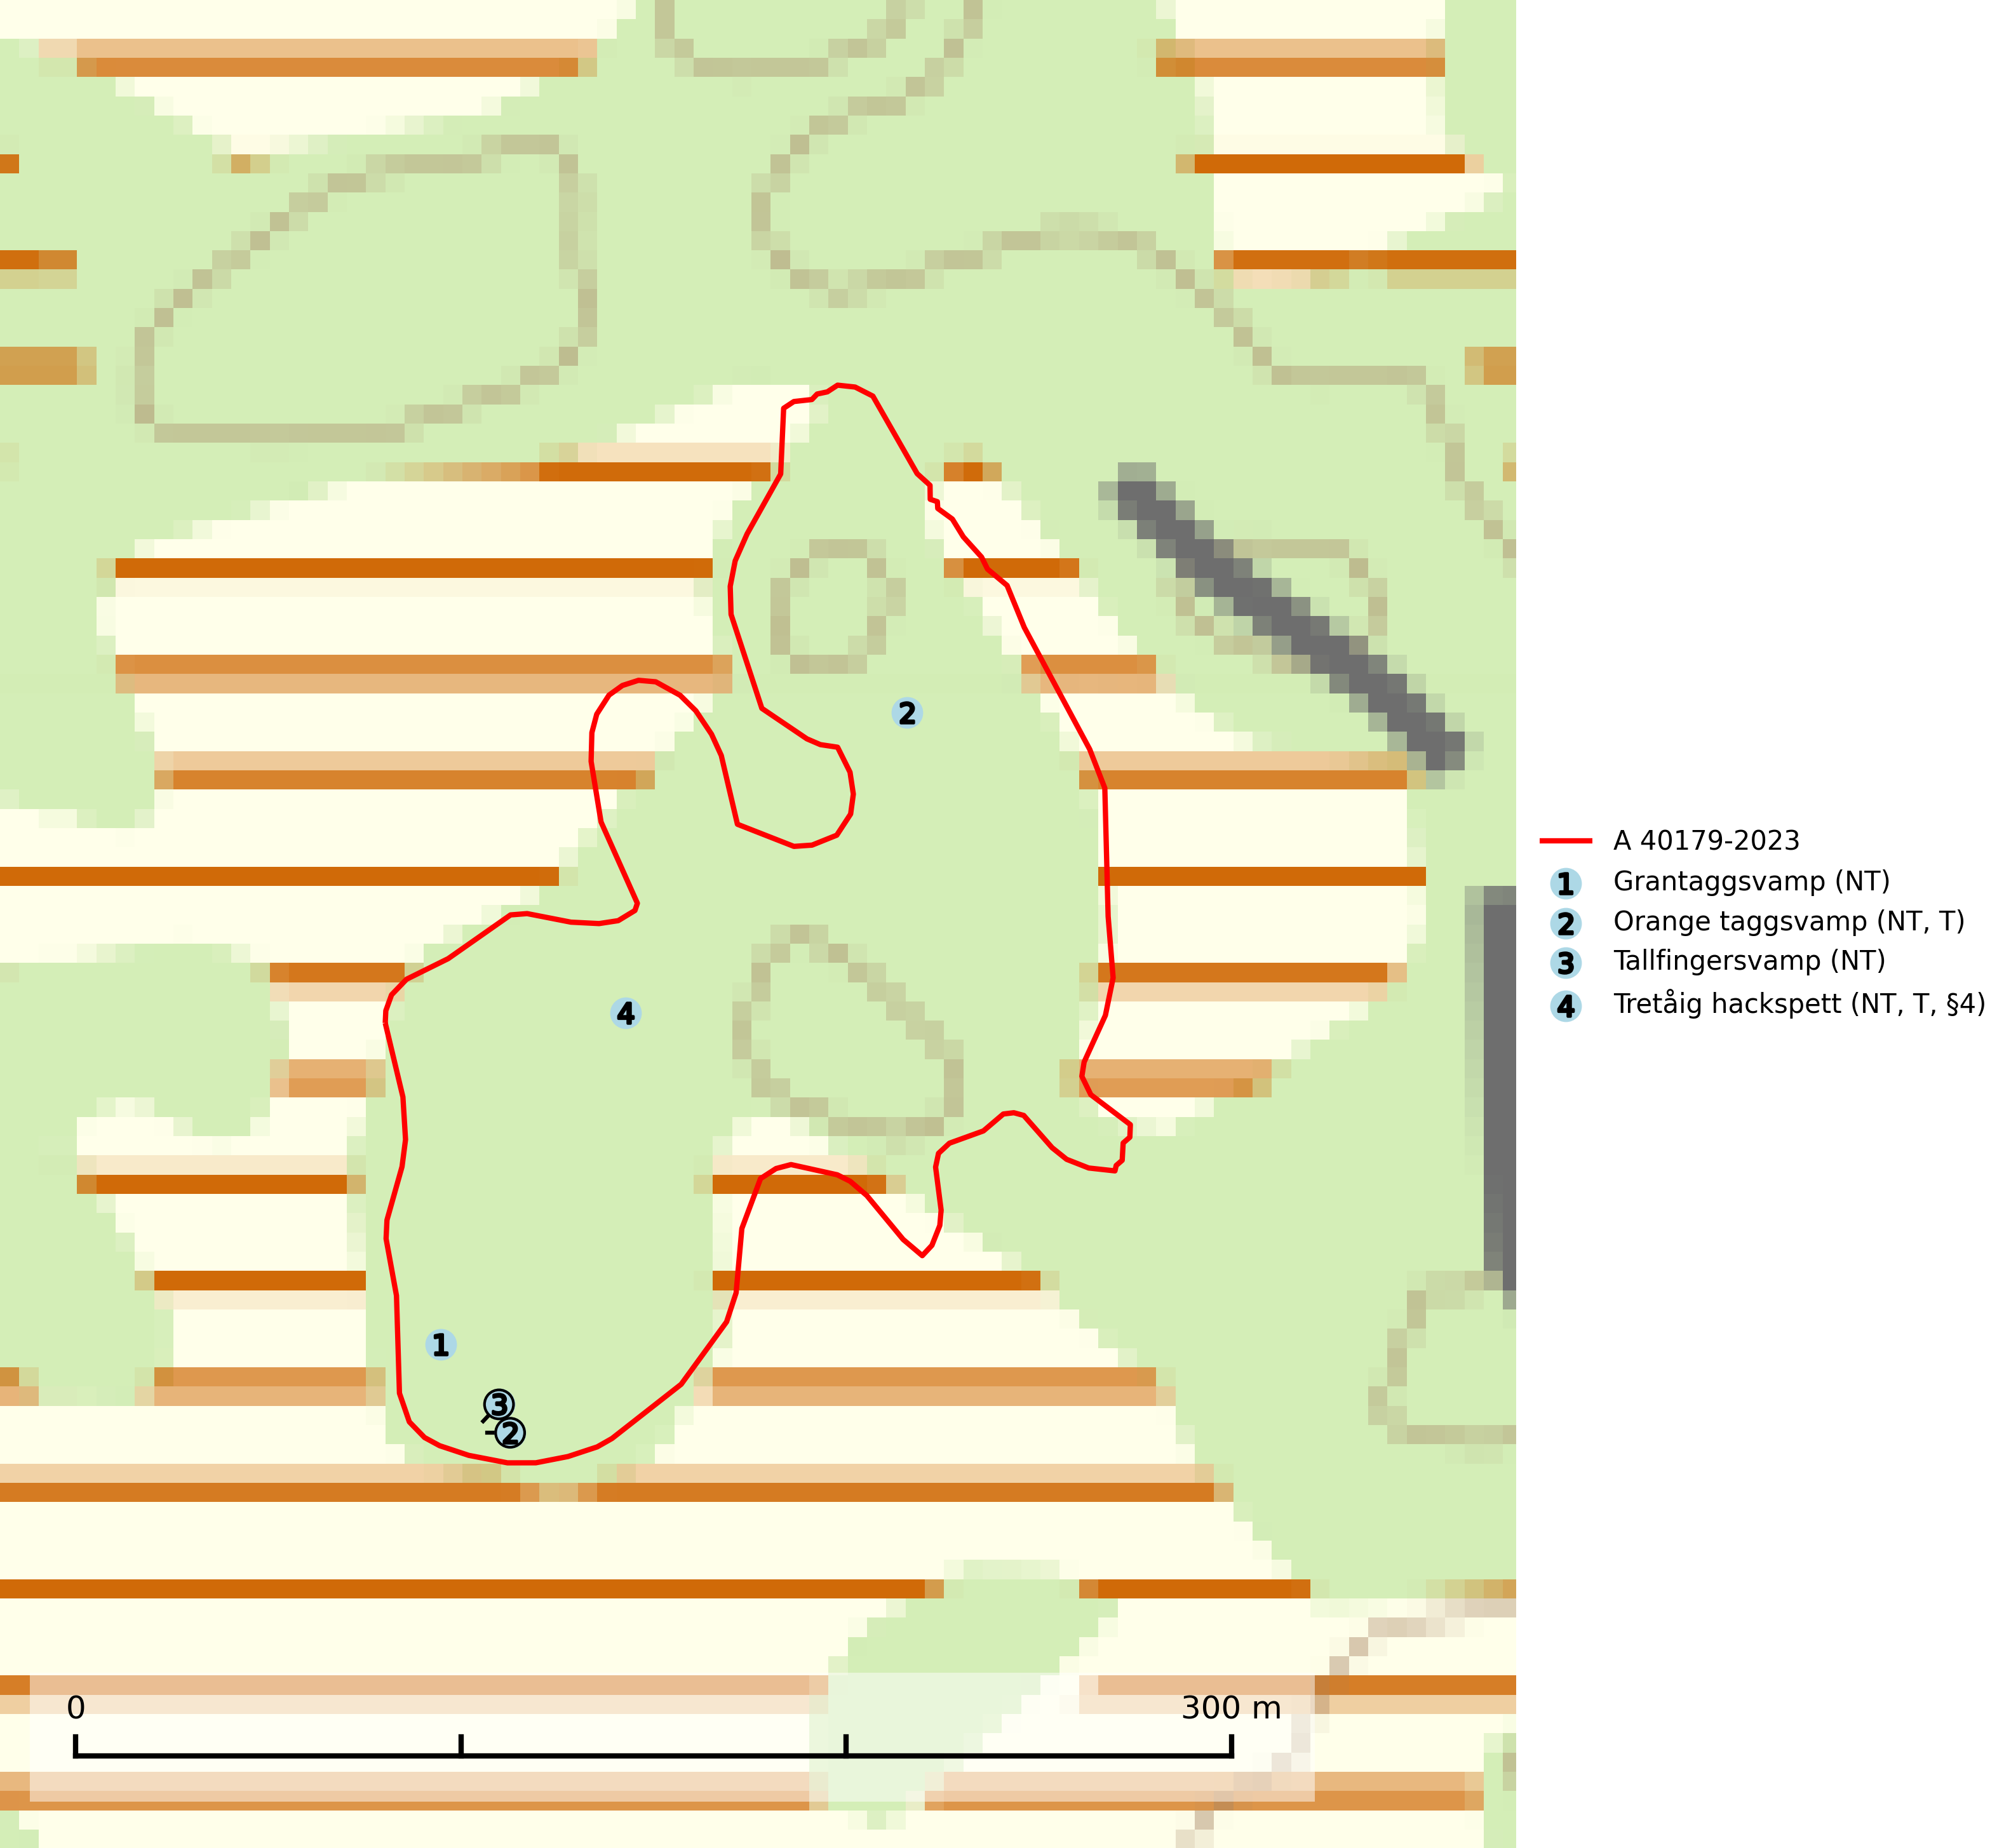 2
4
1
3
2
0
300 m
A 40179-2023
1 Grantaggsvamp (NT)
2 Orange taggsvamp (NT, T)
3 Tallfingersvamp (NT)
4 Tretåig hackspett (NT, T, §4)